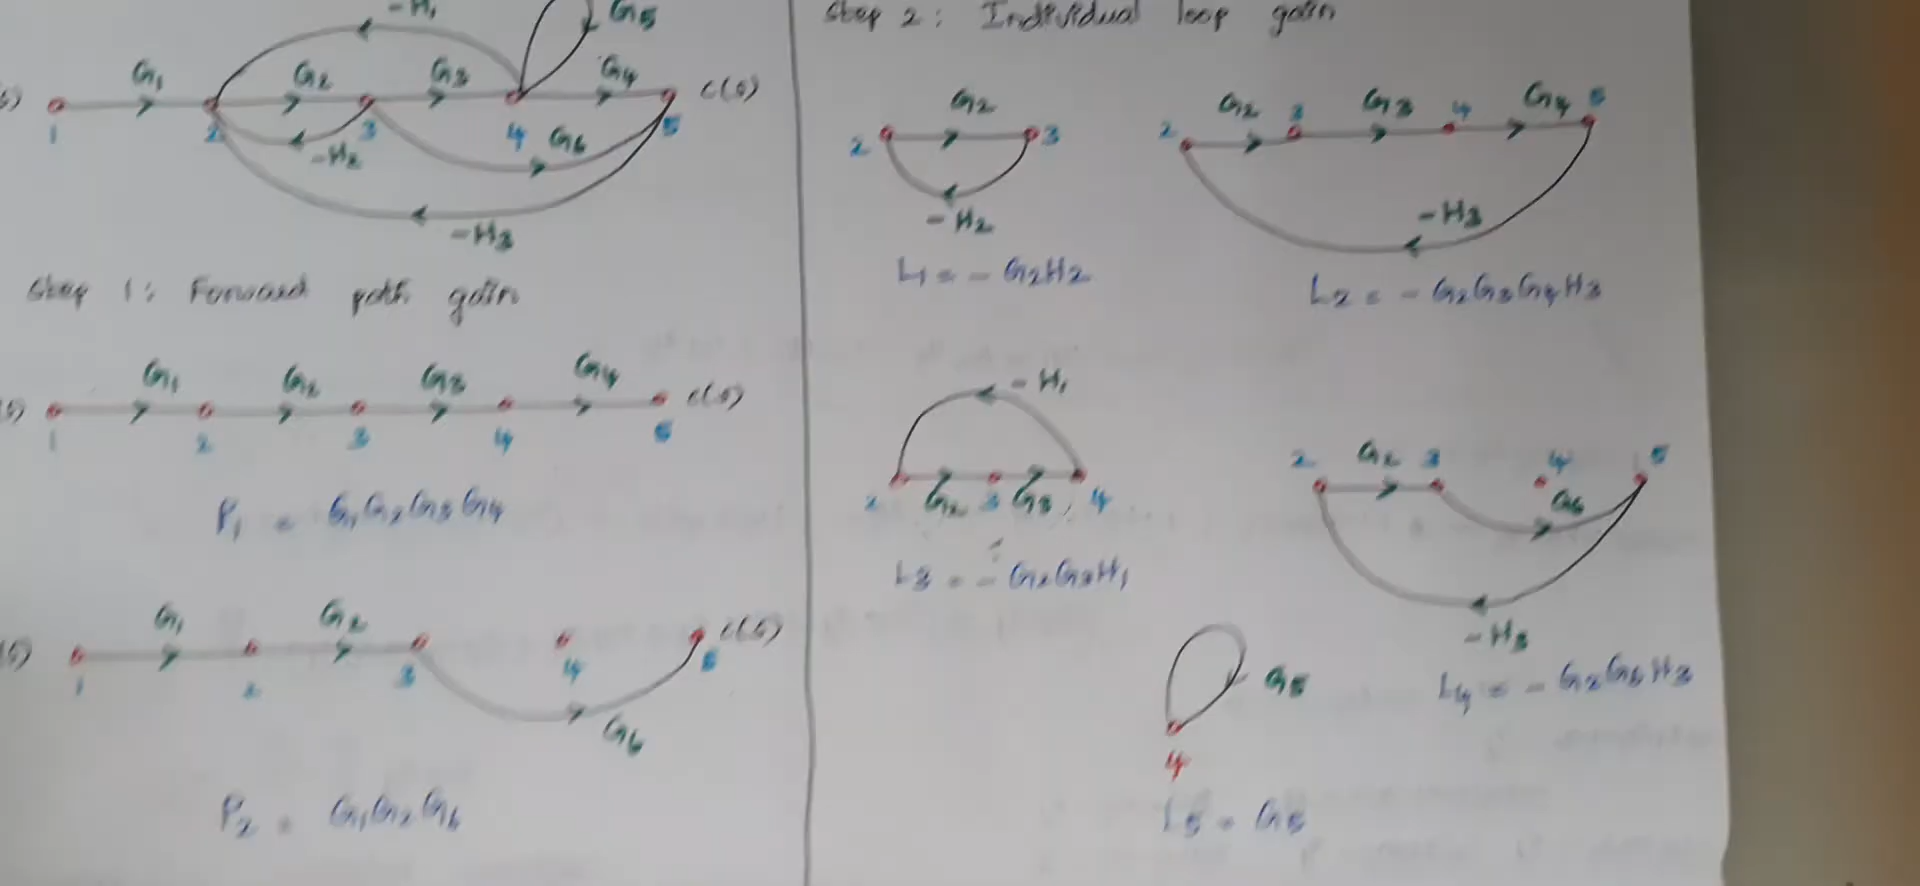 -H₁
G₅
G₁ G₂ G₃ G₄
C(S)
1 2 3 4 5
-H₂
G₆
-H₃
Step 1: Forward path gain
G₁ G₂ G₃ G₄
C(S)
1 2 3 4 5
P₁ = G₁G₂G₃G₄
G₁ G₂
C(S)
1 2 3 4 5
G₆
P₂ = G₁G₂G₆
Step 2: Individual loop gain
G₂
2 3
-H₂
L₁ = -G₂H₂
G₂ G₃ G₄
2 3 4 5
-H₃
L₂ = -G₂G₃G₄H₃
-H₁
2 3 4
G₂ G₃
L₃ = -G₂G₃H₁
G₂
2 3 4 5
G₆
-H₃
L₄ = -G₂G₆H₃
G₅
4
L₅ = G₅